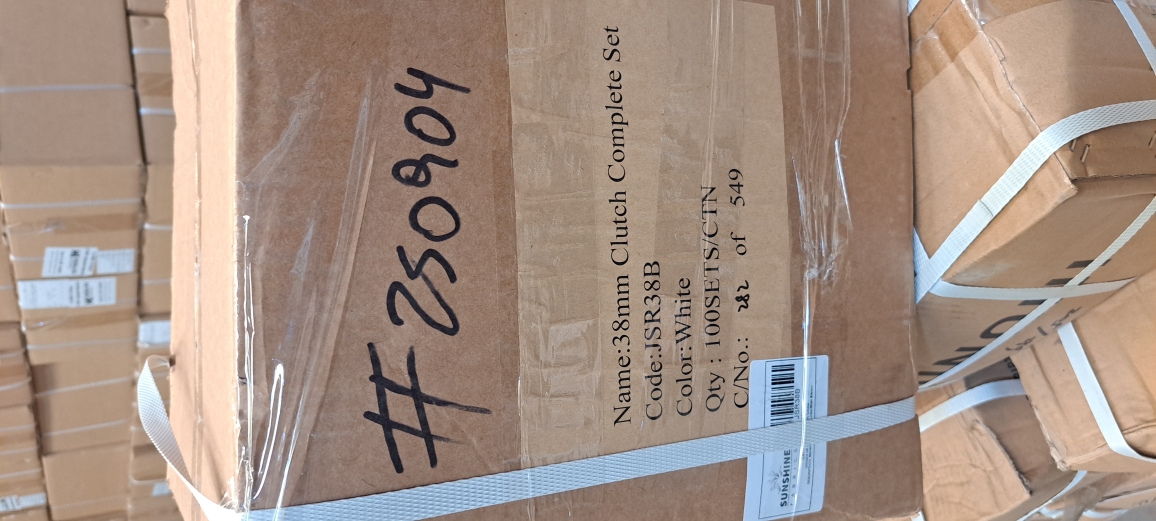 #250904
Name:38mm Clutch Complete Set
Code:JSR38B
Color:White
Qty : 100SETS/CTN
C/No.: 282 of 549
SUNSHINE